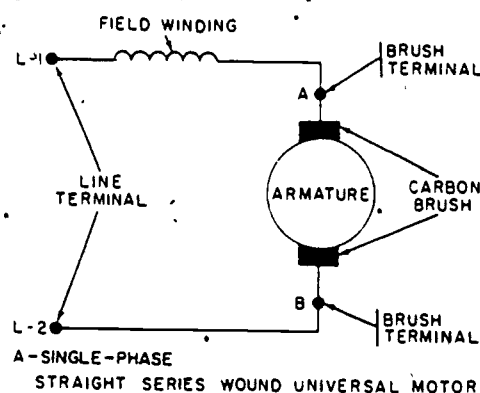 FIELD WINDING
L-1
BRUSH
TERMINAL
A
LINE
TERMINAL
ARMATURE
CARBON
BRUSH
B
L-2
BRUSH
TERMINAL
A-SINGLE-PHASE
STRAIGHT SERIES WOUND UNIVERSAL MOTOR